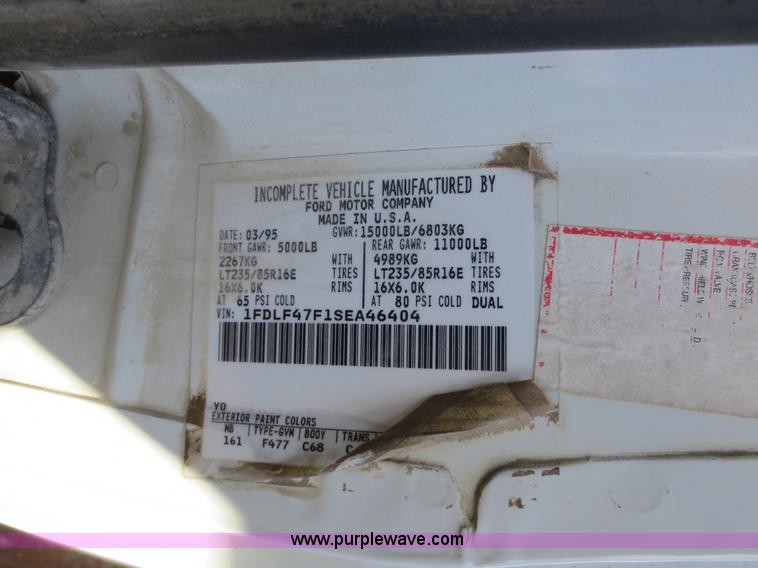 INCOMPLETE VEHICLE MANUFACTURED BY
FORD MOTOR COMPANY
MADE IN U.S.A.
DATE: 03/95 GVWR: 15000LB/6803KG
FRONT GAWR: 5000LB REAR GAWR: 11000LB
2267KG WITH 4989KG WITH
LT235/85R16E TIRES LT235/85R16E TIRES
16X6.0K RIMS 16X6.0K RIMS
AT 65 PSI COLD AT 80 PSI COLD DUAL
VIN: 1FDLF47F1SEA46404
YO
EXTERIOR PAINT COLORS
WB TYPE-GVW BODY TRANS
161 F477 C68 C
VALVE
TIRE
www.purplewave.com